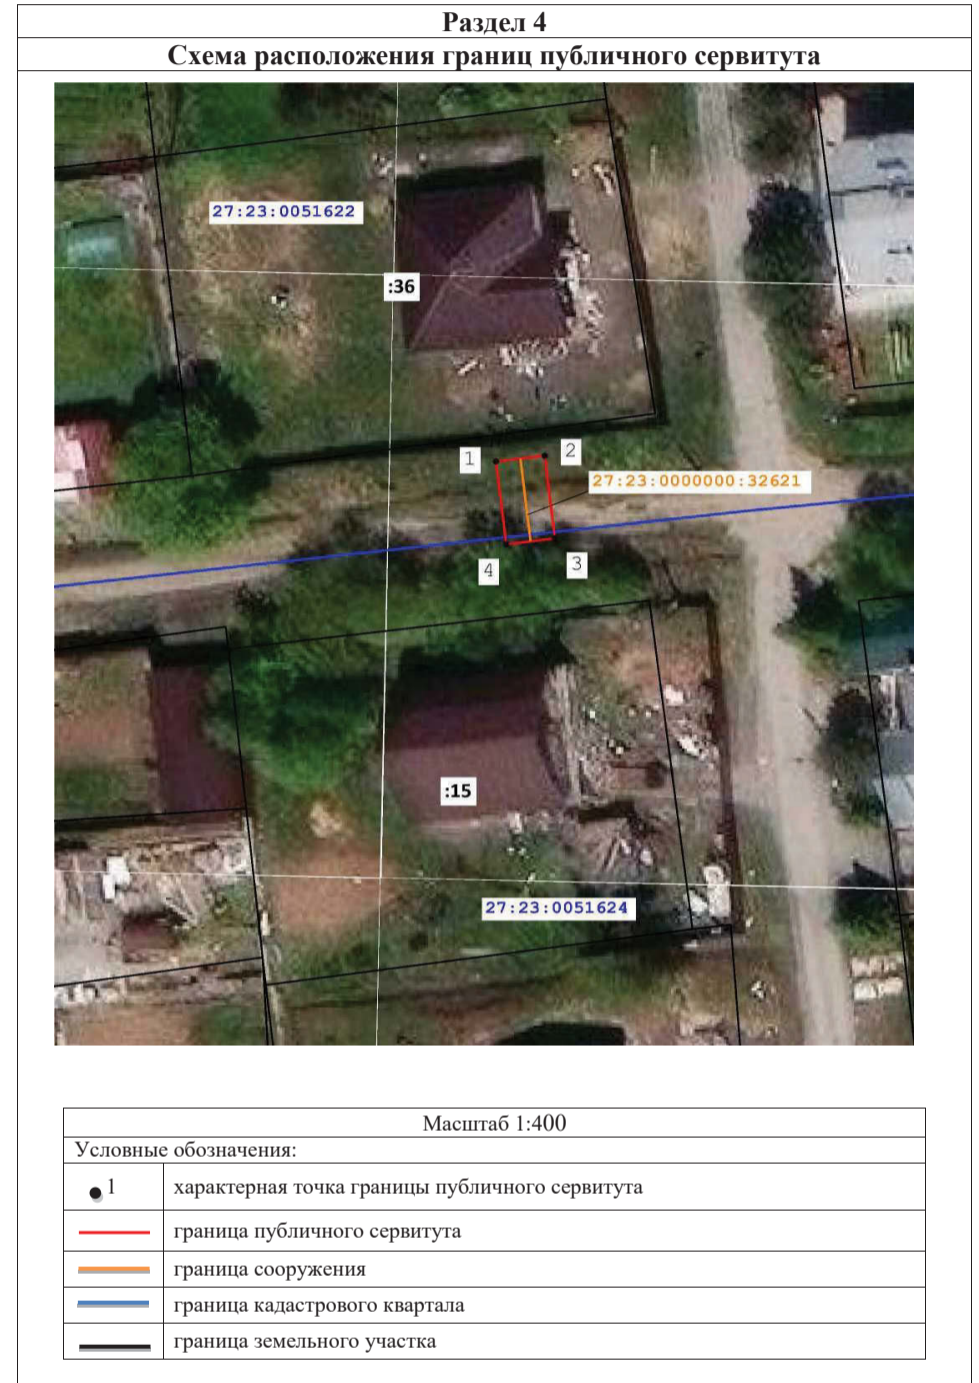 Раздел 4
Схема расположения границ публичного сервитута
27:23:0051622
:36
1
2
27:23:0000000:32621
4
3
:15
27:23:0051624
Масштаб 1:400
Условные обозначения:
1 характерная точка границы публичного сервитута
граница публичного сервитута
граница сооружения
граница кадастрового квартала
граница земельного участка